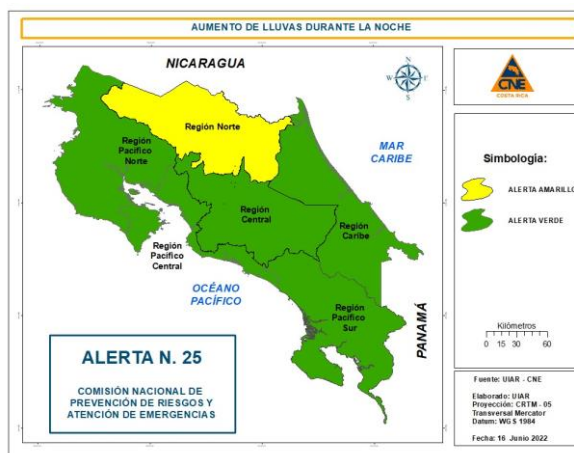 AUMENTO DE LLUVAS DURANTE LA NOCHE
NICARAGUA
N
W
E
S
CNE
COSTA RICA
Región Norte
MAR
CARIBE
Región
Pacífico
Norte
Región
Central
Región
Caribe
Región
Pacífico
Central
OCÉANO
PACÍFICO
Región
Pacífico
Sur
PANAMÁ
ALERTA N. 25
COMISIÓN NACIONAL DE
PREVENCIÓN DE RIESGOS Y
ATENCIÓN DE EMERGENCIAS
Simbología:
ALERTA AMARILLO
ALERTA VERDE
Kilómetros
0 15 30 60
Fuente: UIAR - CNE
Elaborado: UIAR
Proyección: CRTM - 05
Transversal Mercator
Datum: WGS 1984
Fecha: 16 Junio 2022